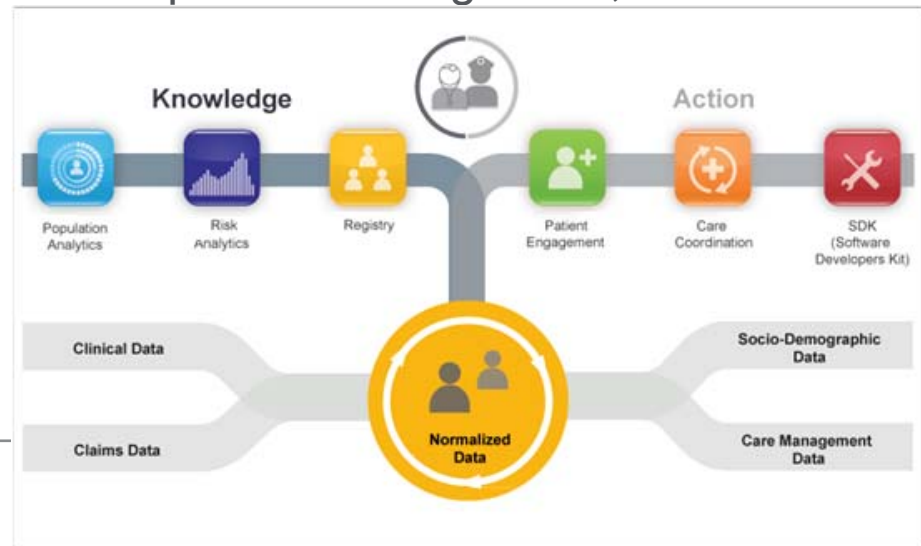 Knowledge
Action
Population
Analytics
Risk
Analytics
Registry
Patient
Engagement
Care
Coordination
SDK
(Software
Developers Kit)
Clinical Data
Claims Data
Normalized
Data
Socio-Demographic
Data
Care Management
Data